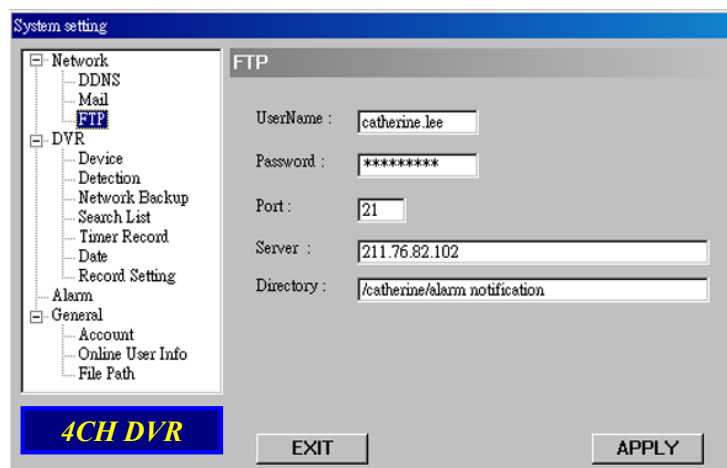 System setting
Network
DDNS
Mail
FTP
DVR
Device
Detection
Network Backup
Search List
Timer Record
Date
Record Setting
Alarm
General
Account
Online User Info
File Path
4CH DVR
FTP
UserName : catherine.lee
Password : *********
Port : 21
Server : 211.76.82.102
Directory : /catherine/alarm notification
EXIT APPLY